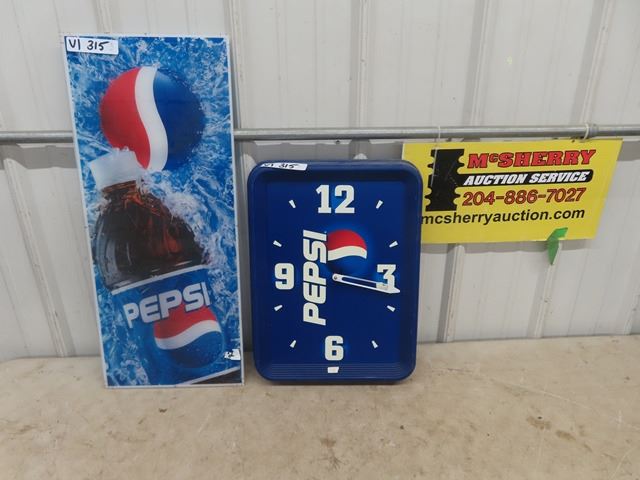 V1 315
PEPSI
V1 315
12
9
3
6
PEPSI
McSHERRY
AUCTION SERVICE
204-886-7027
mcsherryauction.com